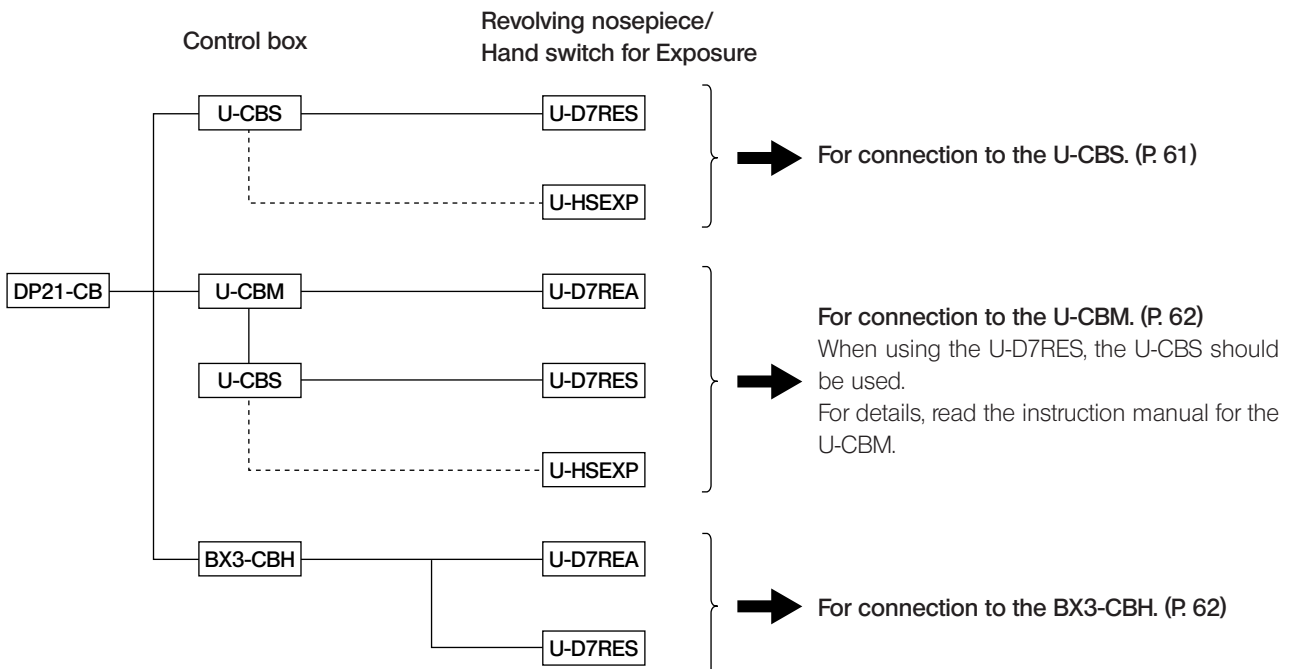 Control box
Revolving nosepiece/
Hand switch for Exposure
U-CBS
U-D7RES
U-HSEXP
For connection to the U-CBS. (P. 61)
DP21-CB
U-CBM
U-D7REA
U-CBS
U-D7RES
U-HSEXP
For connection to the U-CBM. (P. 62)
When using the U-D7RES, the U-CBS should
be used.
For details, read the instruction manual for the
U-CBM.
BX3-CBH
U-D7REA
U-D7RES
For connection to the BX3-CBH. (P. 62)